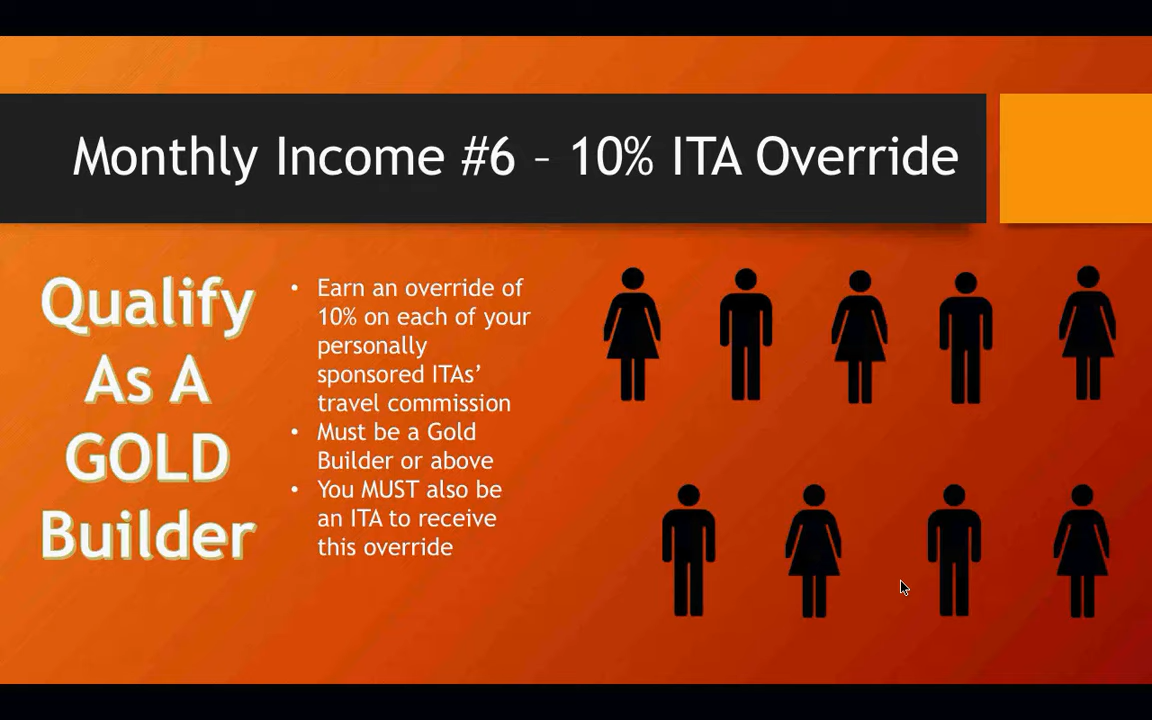 Monthly Income #6 – 10% ITA Override
Qualify
As A
GOLD
Builder
• Earn an override of
10% on each of your
personally
sponsored ITAs’
travel commission
• Must be a Gold
Builder or above
• You MUST also be
an ITA to receive
this override